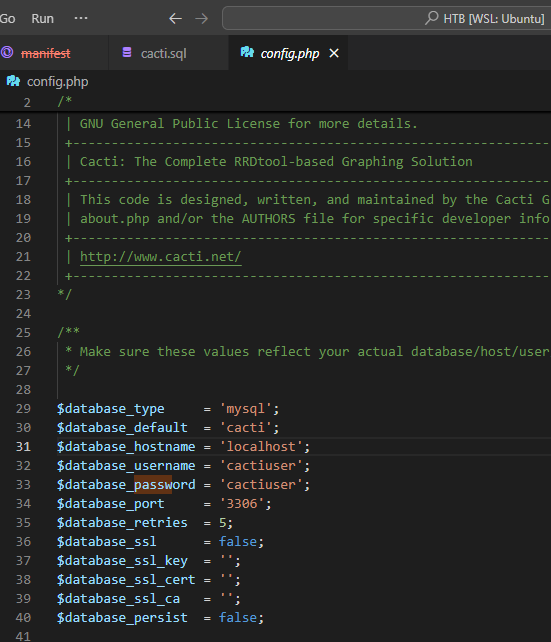 Go Run ··· ← → HTB [WSL: Ubuntu]
manifest cacti.sql config.php ×
config.php
2 /*
14 | GNU General Public License for more details.
15 +-------------------------------------------------------------
16 | Cacti: The Complete RRDtool-based Graphing Solution
17 +-------------------------------------------------------------
18 | This code is designed, written, and maintained by the Cacti G
19 | about.php and/or the AUTHORS file for specific developer info
20 +-------------------------------------------------------------
21 | http://www.cacti.net/
22 +-------------------------------------------------------------
23 */
24
25 /**
26 * Make sure these values reflect your actual database/host/user
27 */
28
29 $database_type     = 'mysql';
30 $database_default  = 'cacti';
31 $database_hostname = 'localhost';
32 $database_username = 'cactiuser';
33 $database_password = 'cactiuser';
34 $database_port     = '3306';
35 $database_retries  = 5;
36 $database_ssl      = false;
37 $database_ssl_key  = '';
38 $database_ssl_cert = '';
39 $database_ssl_ca   = '';
40 $database_persist  = false;
41